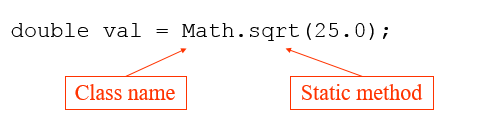 double val = Math.sqrt(25.0);
Class name
Static method